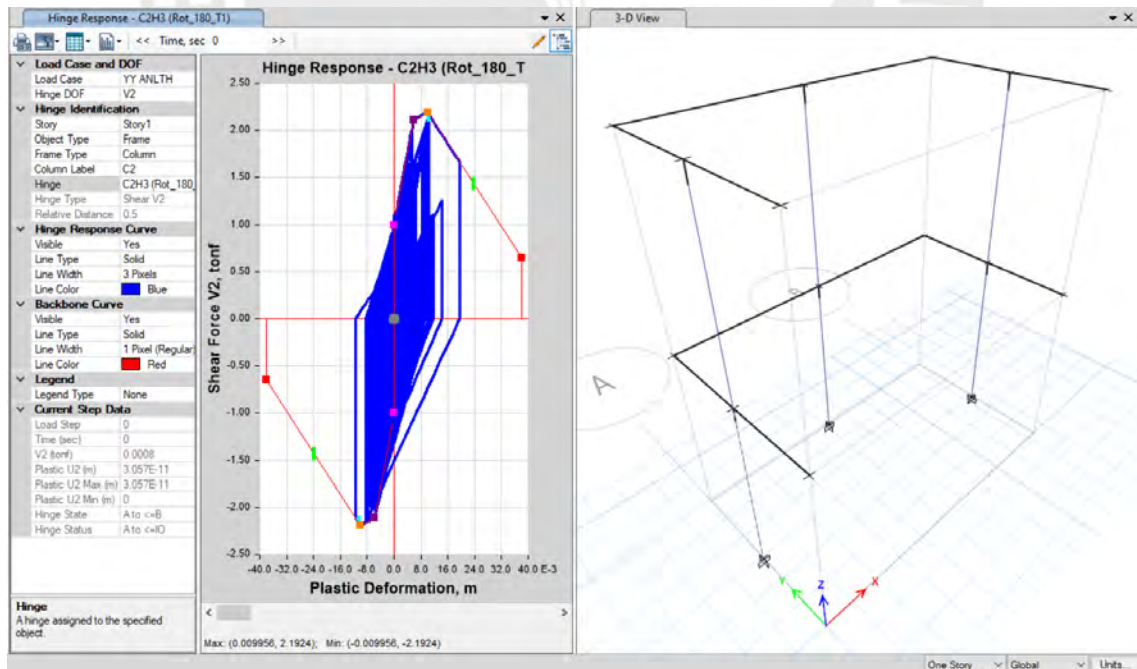 Hinge Response - C2H3 (Rot_180_T1)
<< Time, sec 0 >>
Load Case and DOF
Load Case YY ANLTH
Hinge DOF V2
Hinge Identification
Story Story1
Object Type Frame
Frame Type Column
Column Label C2
Hinge C2H3 (Rot_180_
Hinge Type Shear V2
Relative Distance 0.5
Hinge Response Curve
Visible Yes
Line Type Solid
Line Width 3 Pixels
Line Color Blue
Backbone Curve
Visible Yes
Line Type Solid
Line Width 1 Pixel (Regular)
Line Color Red
Legend
Legend Type None
Current Step Data
Load Step 0
Time (sec) 0
V2 (tonf) 0.0008
Plastic U2 (m) 3.057E-11
Plastic U2 Max (m) 3.057E-11
Plastic U2 Min (m) 0
Hinge State A to <=B
Hinge Status A to <=IO
Hinge
A hinge assigned to the specified
object.
Hinge Response - C2H3 (Rot_180_T
2.50
2.00
1.50
1.00
0.50
0.00
-0.50
-1.00
-1.50
-2.00
-2.50
Shear Force V2, tonf
-40.0 -32.0 -24.0 -16.0 -8.0 0.0 8.0 16.0 24.0 32.0 40.0 E-3
Plastic Deformation, m
Max: (0.009956, 2.1924); Min: (-0.009956, -2.1924)
3-D View
A
Y
Z
X
One Story Global Units...